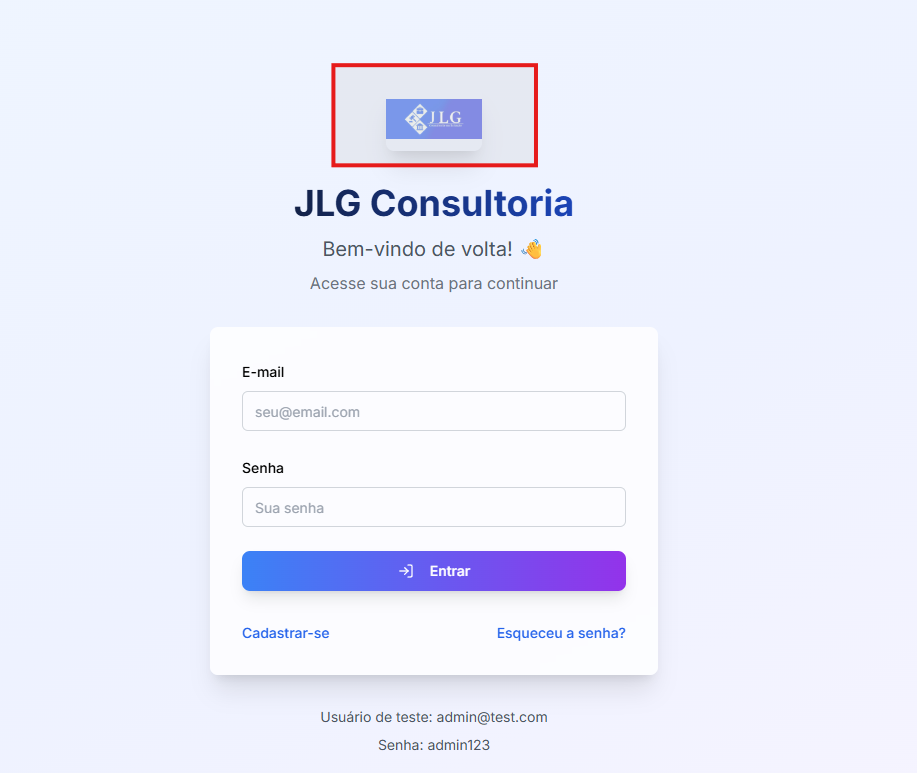 JLG
JLG Consultoria
Bem-vindo de volta! 👋
Acesse sua conta para continuar
E-mail
seu@email.com
Senha
Sua senha
Entrar
Cadastrar-se
Esqueceu a senha?
Usuário de teste: admin@test.com
Senha: admin123